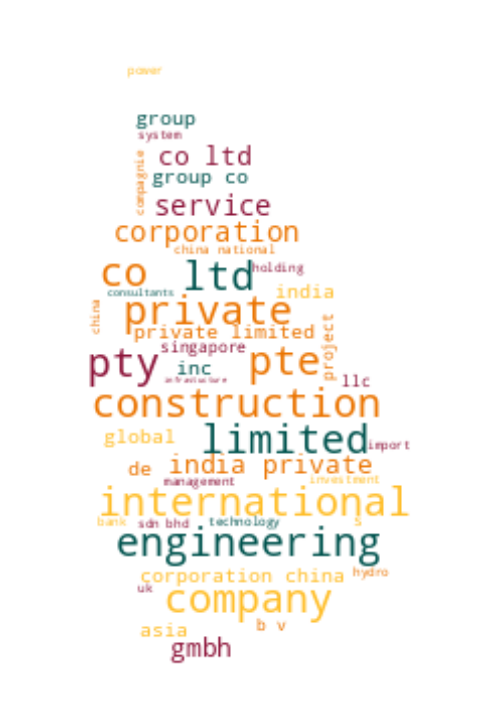 power
group
system
compagnie
co ltd
group co
service
corporation
china national
co
ltd
holding
consultants
india
china
private
private limited
project
singapore
pty
inc
pte
infrastructure
llc
construction
global
limited
import
de
india private
management
investment
international
bank
sdn bhd
technology
s
engineering
corporation china
hydro
uk
company
asia
b v
gmbh